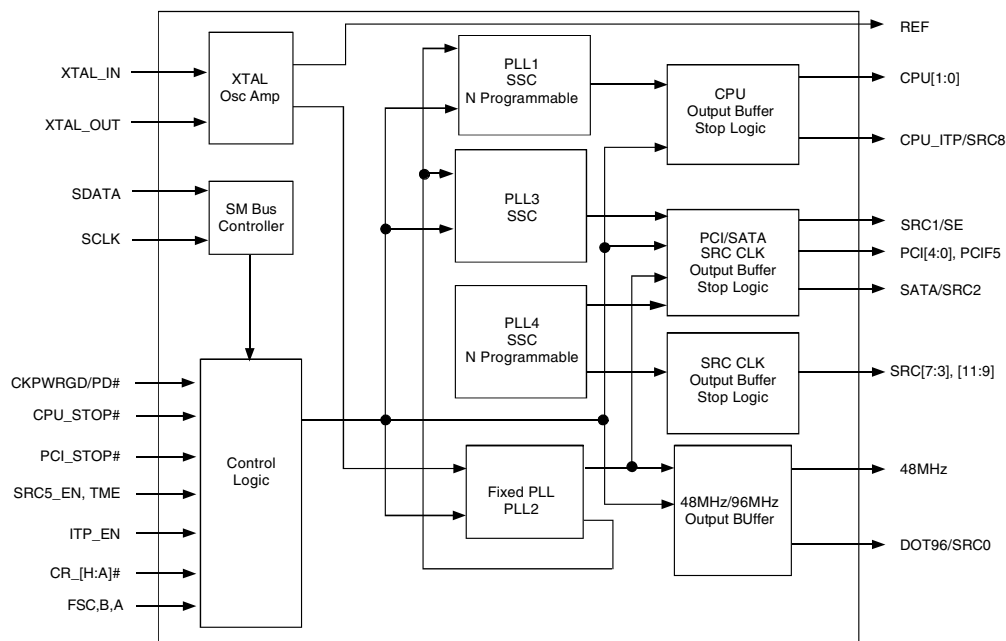 REF
XTAL_IN
XTAL_OUT
XTAL
Osc Amp
PLL1
SSC
N Programmable
CPU
Output Buffer
Stop Logic
CPU[1:0]
CPU_ITP/SRC8
SDATA
SCLK
SM Bus
Controller
PLL3
SSC
PCI/SATA
SRC CLK
Output Buffer
Stop Logic
SRC1/SE
PCI[4:0], PCIF5
SATA/SRC2
PLL4
SSC
N Programmable
SRC CLK
Output Buffer
Stop Logic
SRC[7:3], [11:9]
CKPWRGD/PD#
CPU_STOP#
PCI_STOP#
SRC5_EN, TME
ITP_EN
CR_[H:A]#
FSC,B,A
Control
Logic
Fixed PLL
PLL2
48MHz/96MHz
Output BUffer
48MHz
DOT96/SRC0